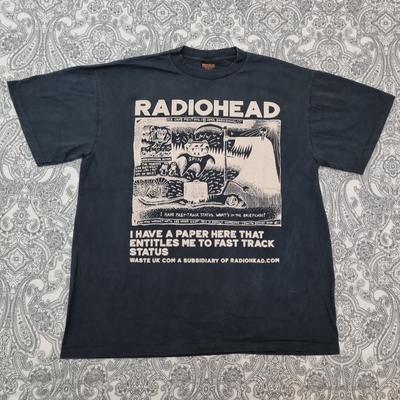 RADIOHEAD
SPIN
I HAVE FAST-TRACK STATUS. WHAT'S IN THE BRIEFCASE?
I HAVE A PAPER HERE THAT
ENTITLES ME TO FAST TRACK
STATUS
WASTE UK COM A SUBSIDIARY OF RADIOHEAD.COM